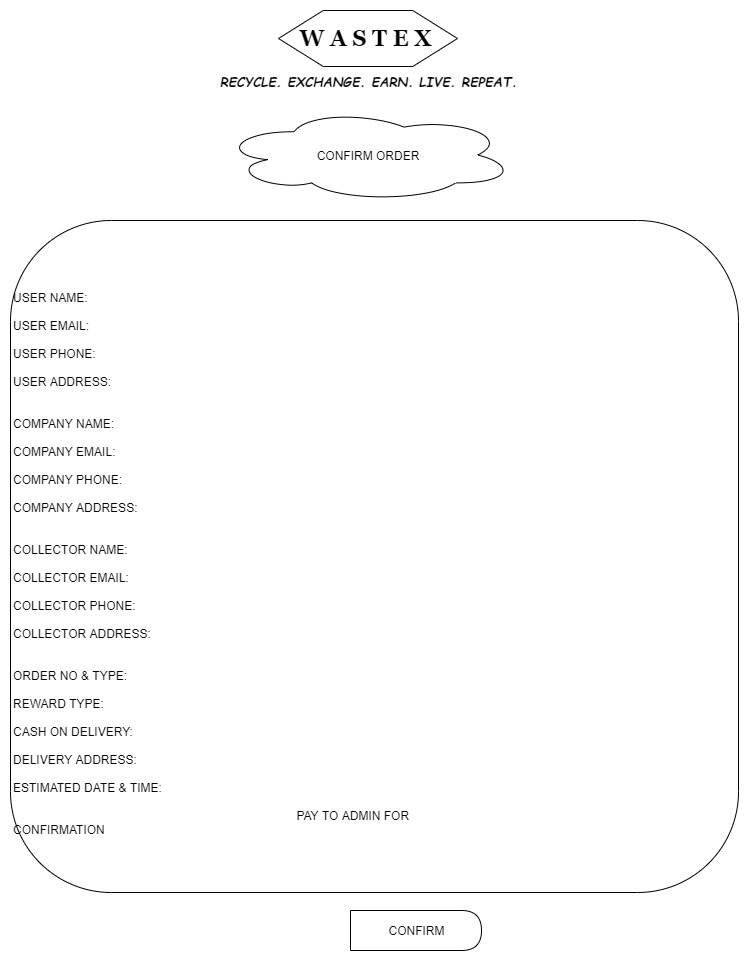 WASTEX
RECYCLE. EXCHANGE. EARN. LIVE. REPEAT.
CONFIRM ORDER
USER NAME:
USER EMAIL:
USER PHONE:
USER ADDRESS:
COMPANY NAME:
COMPANY EMAIL:
COMPANY PHONE:
COMPANY ADDRESS:
COLLECTOR NAME:
COLLECTOR EMAIL:
COLLECTOR PHONE:
COLLECTOR ADDRESS:
ORDER NO & TYPE:
REWARD TYPE:
CASH ON DELIVERY:
DELIVERY ADDRESS:
ESTIMATED DATE & TIME:
PAY TO ADMIN FOR
CONFIRMATION
CONFIRM